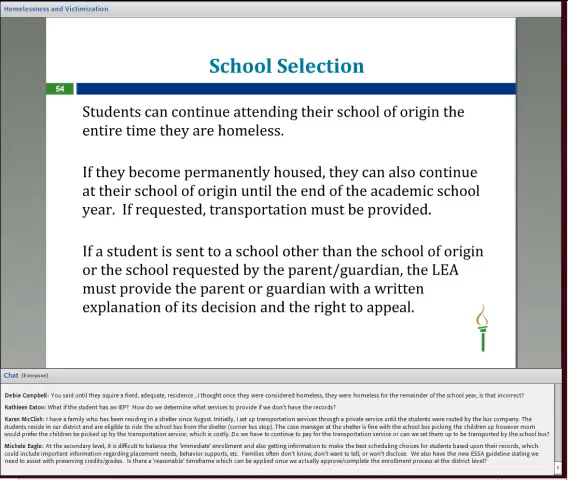 Homelessness and Victimization
School Selection
54
Students can continue attending their school of origin the
entire time they are homeless.
If they become permanently housed, they can also continue
at their school of origin until the end of the academic school
year. If requested, transportation must be provided.
If a student is sent to a school other than the school of origin
or the school requested by the parent/guardian, the LEA
must provide the parent or guardian with a written
explanation of its decision and the right to appeal.
Chat (Everyone)
Debie Campbell: You said until they aquire a fixed, adequate, residence...I thought once they were considered homeless, they were homeless for the remainder of the school year, is that incorrect?
Kathleen Eaton: What if the student has an IEP? How do we determine what services to provide if we don't have the records?
Karen McClish: I have a family who has been residing in a shelter since August. Initially, I set up transportation services through a private service until the students were routed by the bus company. The
students reside in our district and are eligible to ride the school bus from the shelter (corner bus stop). The case manager at the shelter is fine with the school bus picking the children up however mom
would prefer the children be picked up by the transportation service, which is costly. Do we have to continue to pay for the transportation service or can we set them up to be transported by the school bus?
Michele Eagle: At the secondary level, it is difficult to balance the 'immediate' enrollment and also getting information to make the best scheduling choices for students based upon their records, which
could include important information regarding placement needs, behavior supports, etc. Families often don't know, don't want to tell, or won't disclose. We also have the new ESSA guideline stating we
need to assist with preserving credits/grades. Is there a 'reasonable' timeframe which can be applied once we actually approve/complete the enrollment process at the district level?